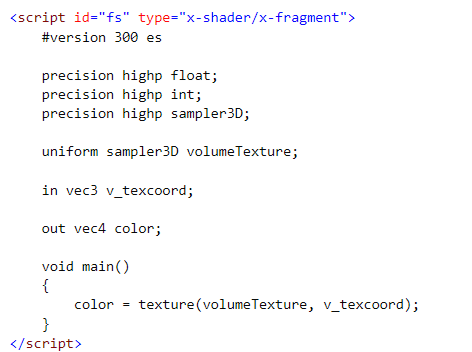 <script id="fs" type="x-shader/x-fragment">
    #version 300 es

    precision highp float;
    precision highp int;
    precision highp sampler3D;

    uniform sampler3D volumeTexture;

    in vec3 v_texcoord;

    out vec4 color;

    void main()
    {
        color = texture(volumeTexture, v_texcoord);
    }
</script>